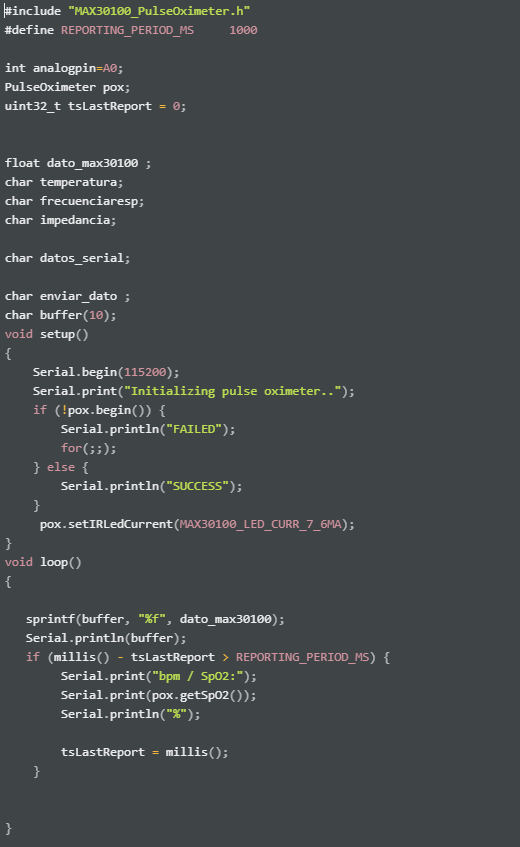 #include "MAX30100_PulseOximeter.h"
#define REPORTING_PERIOD_MS     1000
int analogpin=A0;
PulseOximeter pox;
uint32_t tsLastReport = 0;
float dato_max30100 ;
char temperatura;
char frecuenciaresp;
char impedancia;
char datos_serial;
char enviar_dato ;
char buffer(10);
void setup()
{
    Serial.begin(115200);
    Serial.print("Initializing pulse oximeter..");
    if (!pox.begin()) {
        Serial.println("FAILED");
        for(;;);
    } else {
        Serial.println("SUCCESS");
    }
     pox.setIRLedCurrent(MAX30100_LED_CURR_7_6MA);
}
void loop()
{
   sprintf(buffer, "%f", dato_max30100);
   Serial.println(buffer);
   if (millis() - tsLastReport > REPORTING_PERIOD_MS) {
        Serial.print("bpm / SpO2:");
        Serial.print(pox.getSpO2());
        Serial.println("%");
        tsLastReport = millis();
    }
}